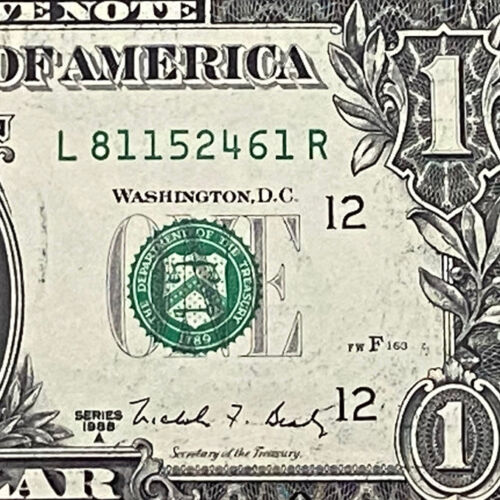 VE NOTE
OF AMERICA
1
L 81152461 R
WASHINGTON, D.C.
12
ONE
THE DEPARTMENT OF THE TREASURY
1789
FW F 163
SERIES
1988
A
Nicholas F. Brady
12
Secretary of the Treasury.
1
LAR